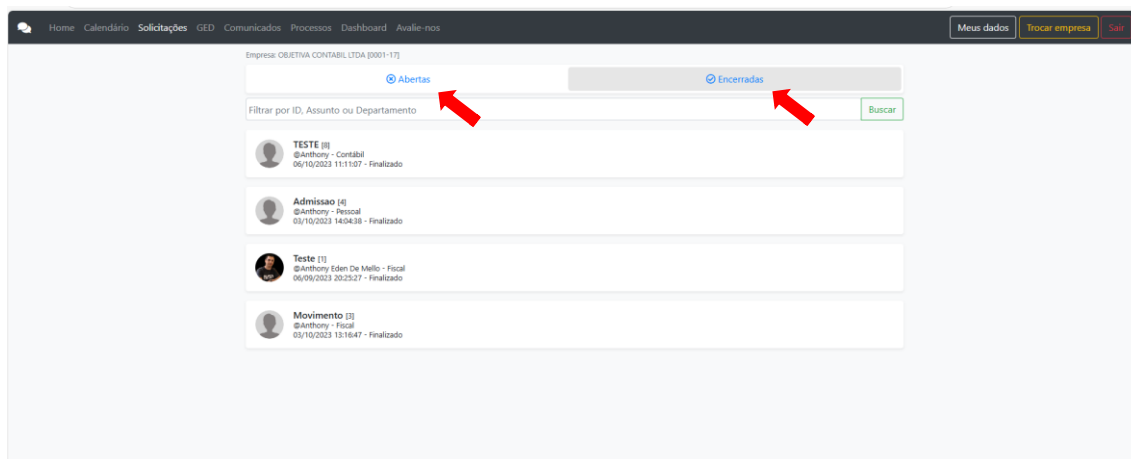 Home Calendário Solicitações GED Comunicados Processos Dashboard Avalie-nos Meus dados Trocar empresa Sair
Empresa: OBJETIVA CONTABIL LTDA [0001-17]
Abertas Encerradas
Filtrar por ID, Assunto ou Departamento Buscar
TESTE [8]
@Anthony - Contábil
06/10/2023 11:11:07 - Finalizado
Admissao [4]
@Anthony - Pessoal
03/10/2023 14:04:38 - Finalizado
Teste [1]
@Anthony Eden De Mello - Fiscal
06/09/2023 20:25:27 - Finalizado
Movimento [3]
@Anthony - Fiscal
03/10/2023 13:16:47 - Finalizado